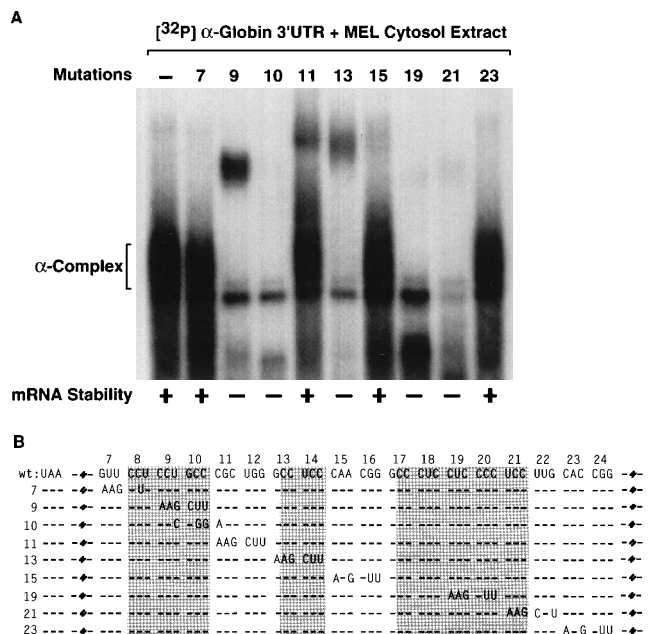 A
[32P] α-Globin 3'UTR + MEL Cytosol Extract
Mutations – 7 9 10 11 13 15 19 21 23
α-Complex
mRNA Stability + + – – + – + – – +
B
7 8 9 10 11 12 13 14 15 16 17 18 19 20 21 22 23 24
wt:UAA -◆- GUU CCU CCU GCC CGC UGG GCC UCC CAA CGG GCC CUC CUC CCC UCC UUG CAC CGG -◆-
7 ---◆- AAG -U- --- --- --- --- --- --- --- --- --- --- --- --- --- --- --- --- -◆-
9 ---◆- --- --- AAG CUU --- --- --- --- --- --- --- --- --- --- --- --- --- --- -◆-
10 ---◆- --- --- --C -GG A-- --- --- --- --- --- --- --- --- --- --- --- --- --- -◆-
11 ---◆- --- --- --- --- AAG CUU --- --- --- --- --- --- --- --- --- --- --- --- -◆-
13 ---◆- --- --- --- --- --- --- AAG CUU --- --- --- --- --- --- --- --- --- --- -◆-
15 ---◆- --- --- --- --- --- --- --- --- A-G -UU --- --- --- --- --- --- --- --- -◆-
19 ---◆- --- --- --- --- --- --- --- --- --- --- --- --- AAG -UU --- --- --- --- -◆-
21 ---◆- --- --- --- --- --- --- --- --- --- --- --- --- --- --- AAG C-U --- --- -◆-
23 ---◆- --- --- --- --- --- --- --- --- --- --- --- --- --- --- --- --- A-G -UU -◆-